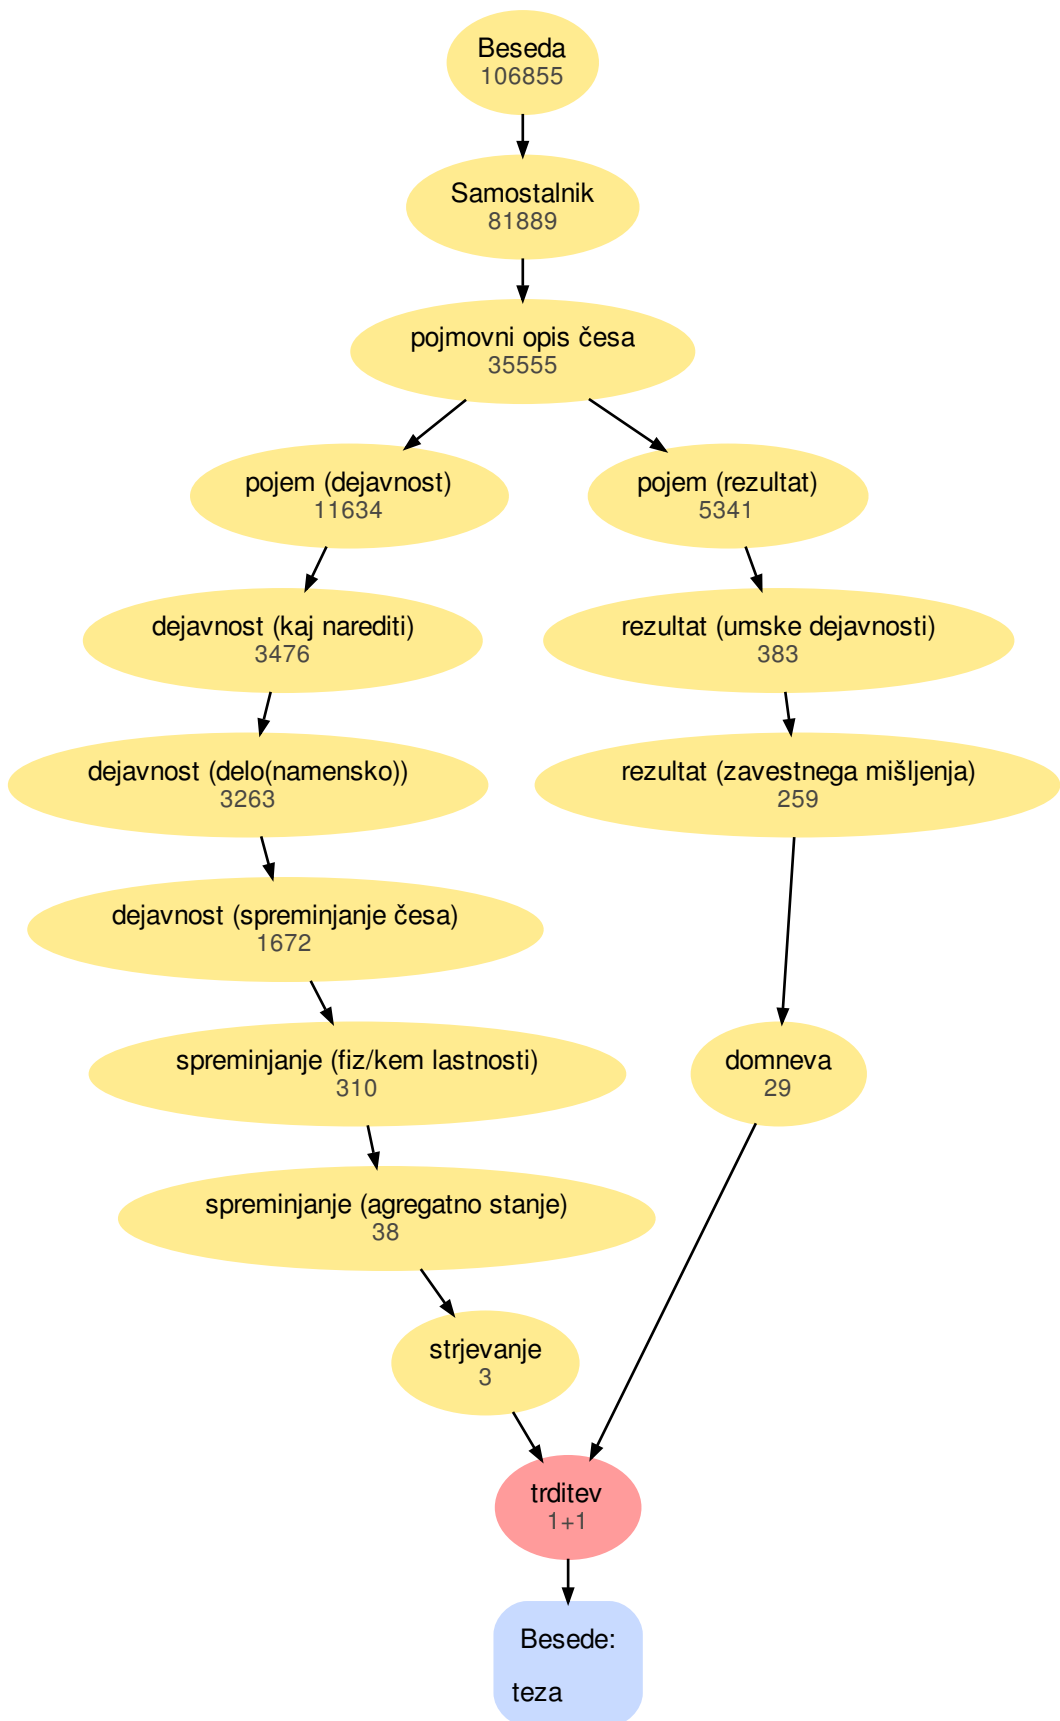 Beseda
106855
Samostalnik
81889
pojmovni opis česa
35555
pojem (dejavnost)
11634
pojem (rezultat)
5341
dejavnost (kaj narediti)
3476
rezultat (umske dejavnosti)
383
dejavnost (delo(namensko))
3263
rezultat (zavestnega mišljenja)
259
dejavnost (spreminjanje česa)
1672
spreminjanje (fiz/kem lastnosti)
310
domneva
29
spreminjanje (agregatno stanje)
38
strjevanje
3
trditev
1+1
Besede:
teza